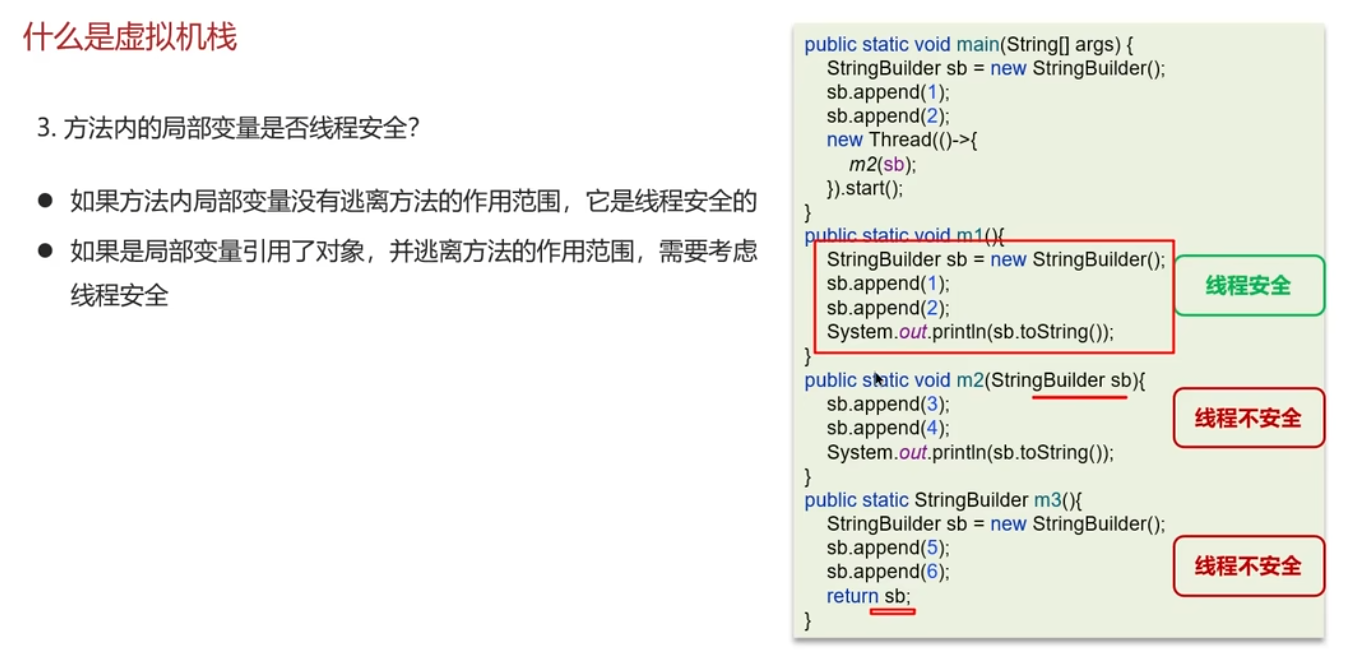 什么是虚拟机栈
3. 方法内的局部变量是否线程安全?
● 如果方法内局部变量没有逃离方法的作用范围，它是线程安全的
● 如果是局部变量引用了对象，并逃离方法的作用范围，需要考虑
线程安全
public static void main(String[] args) {
StringBuilder sb = new StringBuilder();
sb.append(1);
sb.append(2);
new Thread(()->{
m2(sb);
}).start();
}
public static void m1(){
StringBuilder sb = new StringBuilder();
sb.append(1);
sb.append(2);
System.out.println(sb.toString());
}
线程安全
public static void m2(StringBuilder sb){
sb.append(3);
sb.append(4);
System.out.println(sb.toString());
}
线程不安全
public static StringBuilder m3(){
StringBuilder sb = new StringBuilder();
sb.append(5);
sb.append(6);
return sb;
}
线程不安全